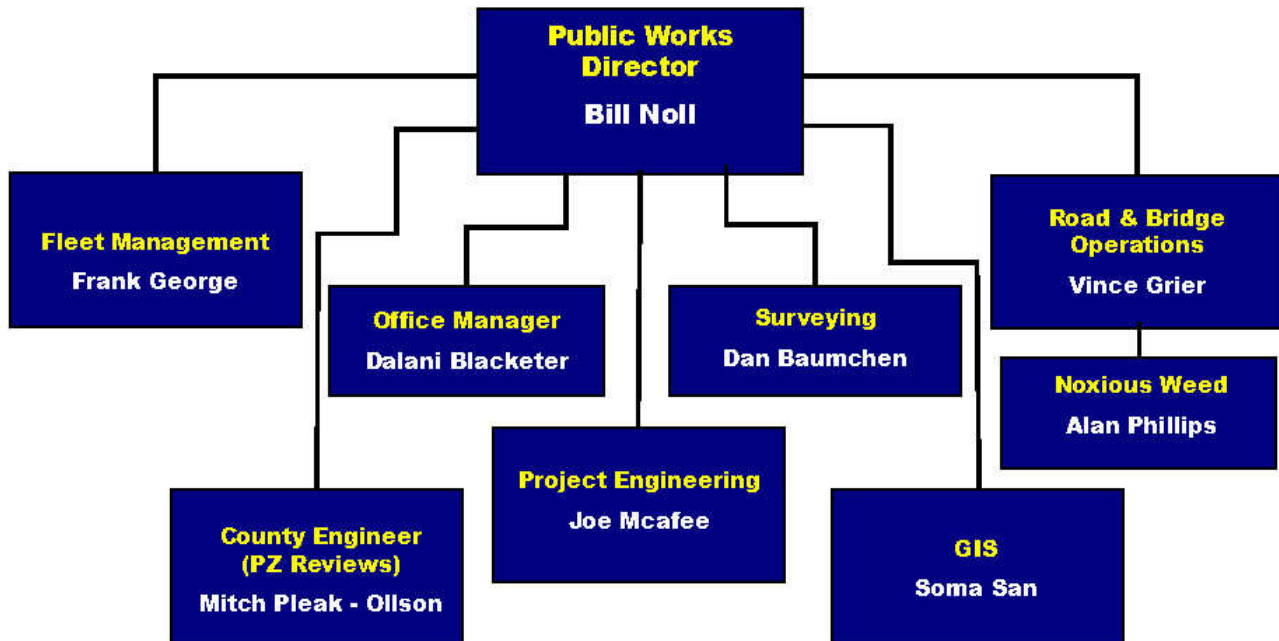 Public Works
Director
Bill Noll
Fleet Management
Frank George
Road & Bridge
Operations
Vince Grier
Office Manager
Dalani Blacketer
Surveying
Dan Baumchen
Noxious Weed
Alan Phillips
Project Engineering
Joe Mcafee
County Engineer
(PZ Reviews)
Mitch Pleak - Ollson
GIS
Soma San